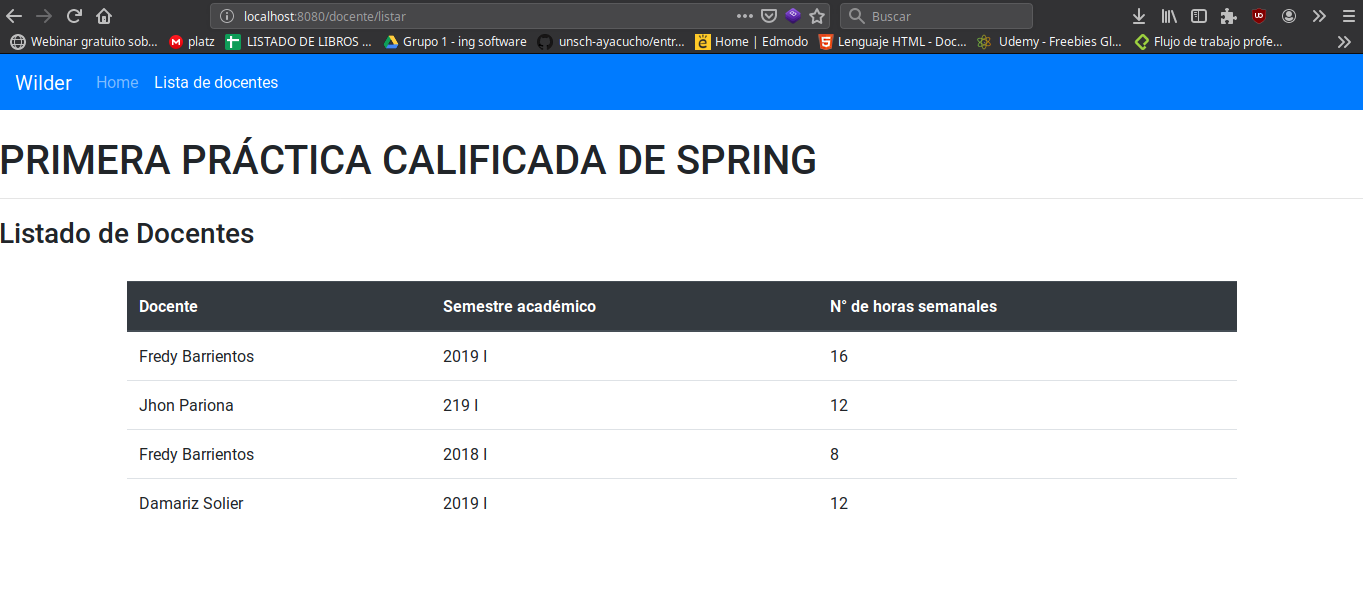 localhost:8080/docente/listar
Buscar
Webinar gratuito sob... platz LISTADO DE LIBROS ... Grupo 1 - ing software unsch-ayacucho/entr... Home | Edmodo Lenguaje HTML - Doc... Udemy - Freebies Gl... Flujo de trabajo profe...
Wilder Home Lista de docentes
PRIMERA PRÁCTICA CALIFICADA DE SPRING
Listado de Docentes
Docente Semestre académico N° de horas semanales
Fredy Barrientos 2019 I 16
Jhon Pariona 219 I 12
Fredy Barrientos 2018 I 8
Damariz Solier 2019 I 12